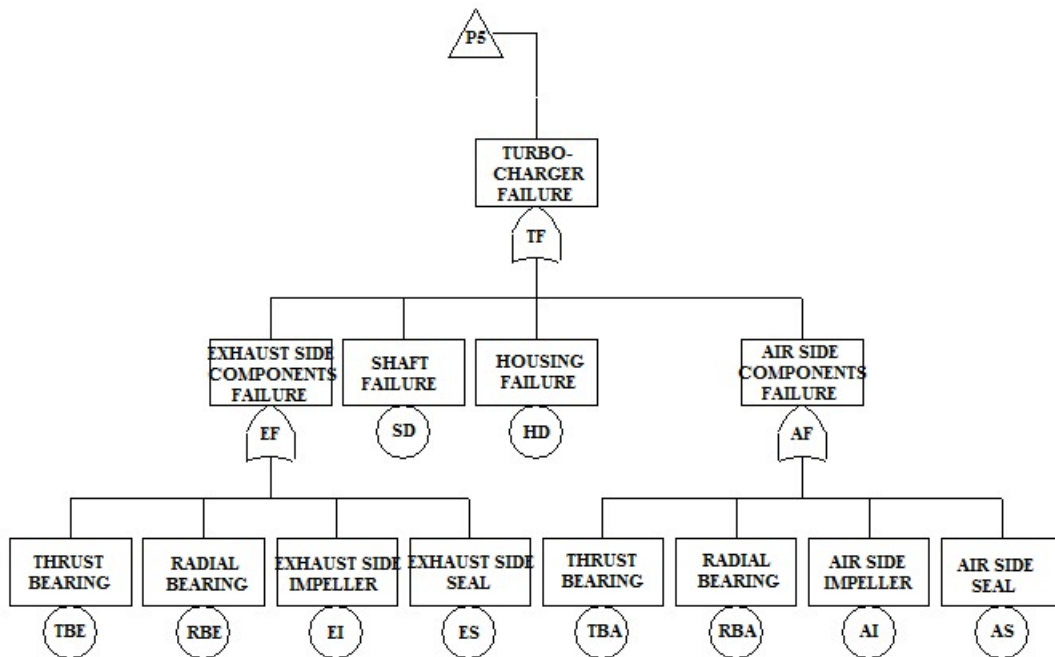 P5
TURBO-
CHARGER
FAILURE
TF
EXHAUST SIDE
COMPONENTS
FAILURE
SHAFT
FAILURE
HOUSING
FAILURE
AIR SIDE
COMPONENTS
FAILURE
EF
SD
HD
AF
THRUST
BEARING
RADIAL
BEARING
EXHAUST SIDE
IMPELLER
EXHAUST SIDE
SEAL
THRUST
BEARING
RADIAL
BEARING
AIR SIDE
IMPELLER
AIR SIDE
SEAL
TBE
RBE
EI
ES
TBA
RBA
AI
AS